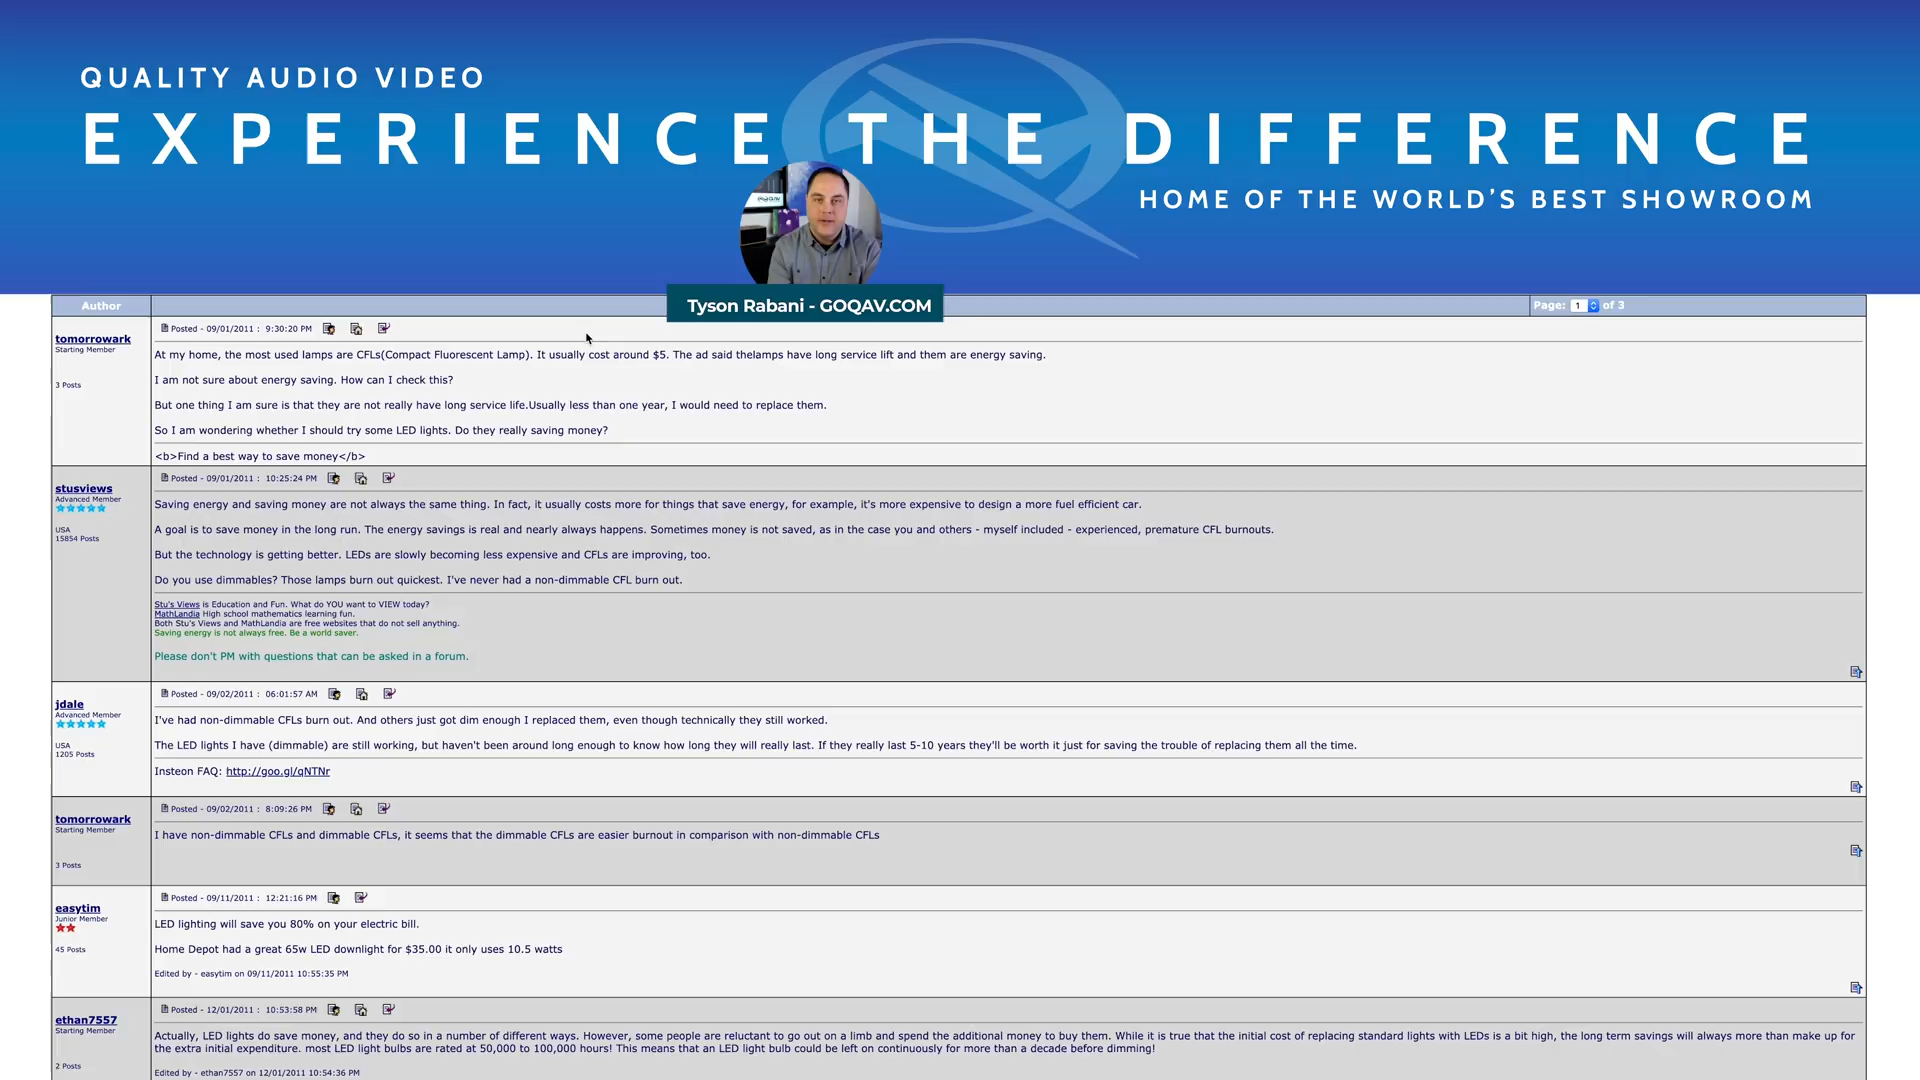 QUALITY AUDIO VIDEO
EXPERIENCE THE DIFFERENCE
HOME OF THE WORLD'S BEST SHOWROOM
Tyson Rabani - GOQAV.COM
Author
Page: 1 of 3
tomorrowark
Starting Member
3 Posts
Posted - 09/01/2011 : 9:30:20 PM
At my home, the most used lamps are CFLs(Compact Fluorescent Lamp). It usually cost around $5. The ad said thelamps have long service lift and them are energy saving.
I am not sure about energy saving. How can I check this?
But one thing I am sure is that they are not really have long service life.Usually less than one year, I would need to replace them.
So I am wondering whether I should try some LED lights. Do they really saving money?
<b>Find a best way to save money</b>
stusviews
Advanced Member
USA
15854 Posts
Posted - 09/01/2011 : 10:25:24 PM
Saving energy and saving money are not always the same thing. In fact, it usually costs more for things that save energy, for example, it's more expensive to design a more fuel efficient car.
A goal is to save money in the long run. The energy savings is real and nearly always happens. Sometimes money is not saved, as in the case you and others - myself included - experienced, premature CFL burnouts.
But the technology is getting better. LEDs are slowly becoming less expensive and CFLs are improving, too.
Do you use dimmables? Those lamps burn out quickest. I've never had a non-dimmable CFL burn out.
Stu's Views is Education and Fun. What do YOU want to VIEW today?
MathLandia High school mathematics learning fun.
Both Stu's Views and MathLandia are free websites that do not sell anything.
Saving energy is not always free. Be a world saver.
Please don't PM with questions that can be asked in a forum.
jdale
Advanced Member
USA
1205 Posts
Posted - 09/02/2011 : 06:01:57 AM
I've had non-dimmable CFLs burn out. And others just got dim enough I replaced them, even though technically they still worked.
The LED lights I have (dimmable) are still working, but haven't been around long enough to know how long they will really last. If they really last 5-10 years they'll be worth it just for saving the trouble of replacing them all the time.
Insteon FAQ: http://goo.gl/qNTNr
tomorrowark
Starting Member
3 Posts
Posted - 09/02/2011 : 8:09:26 PM
I have non-dimmable CFLs and dimmable CFLs, it seems that the dimmable CFLs are easier burnout in comparison with non-dimmable CFLs
easytim
Junior Member
45 Posts
Posted - 09/11/2011 : 12:21:16 PM
LED lighting will save you 80% on your electric bill.
Home Depot had a great 65w LED downlight for $35.00 it only uses 10.5 watts
Edited by - easytim on 09/11/2011 10:55:35 PM
ethan7557
Starting Member
2 Posts
Posted - 12/01/2011 : 10:53:58 PM
Actually, LED lights do save money, and they do so in a number of different ways. However, some people are reluctant to go out on a limb and spend the additional money to buy them. While it is true that the initial cost of replacing standard lights with LEDs is a bit high, the long term savings will always more than make up for
the extra initial expenditure. most LED light bulbs are rated at 50,000 to 100,000 hours! This means that an LED light bulb could be left on continuously for more than a decade before dimming!
Edited by - ethan7557 on 12/01/2011 10:54:36 PM